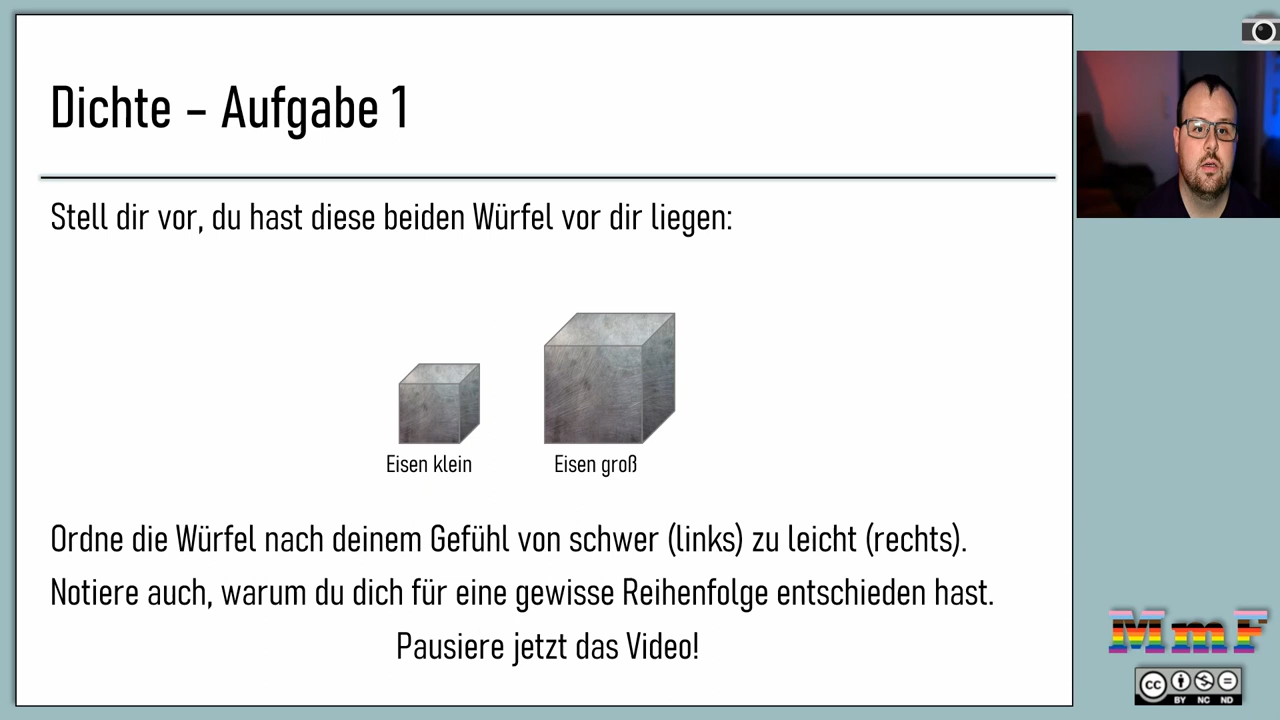 Dichte – Aufgabe 1
Stell dir vor, du hast diese beiden Würfel vor dir liegen:
Eisen klein
Eisen groß
Ordne die Würfel nach deinem Gefühl von schwer (links) zu leicht (rechts).
Notiere auch, warum du dich für eine gewisse Reihenfolge entschieden hast.
Pausiere jetzt das Video!
MmF
cc
BY NC ND